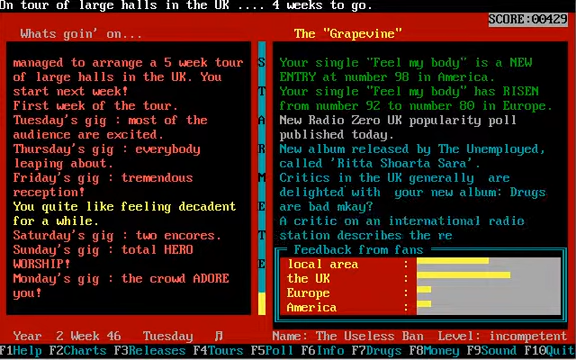 On tour of large halls in the UK .... 4 weeks to go.
SCORE:00429
Whats goin' on...
managed to arrange a 5 week tour
of large halls in the UK. You
start next week!
First week of the tour.
Tuesday's gig : most of the
audience are excited.
Thursday's gig : everybody
leaping about.
Friday's gig : tremendous
reception!
You quite like feeling decadent
for a while.
Saturday's gig : two encores.
Sunday's gig : total HERO
WORSHIP!
Monday's gig : the crowd ADORE
you!
S
T
A
R
M
E
T
E
The "Grapevine"
Your single "Feel my body" is a NEW
ENTRY at number 98 in America.
Your single "Feel my body" has RISEN
from number 92 to number 80 in Europe.
New Radio Zero UK popularity poll
published today.
New album released by The Unemployed,
called 'Ritta Shoarta Sara'.
Critics in the UK generally are
delighted with your new album: Drugs
are bad mkay?
A critic on an international radio
station describes the re
Feedback from fans
local area :
the UK :
Europe :
America :
Year 2 Week 46 Tuesday
Name: The Useless Ban Level: incompetent
F1Help F2Charts F3Releases F4Tours F5Poll F6Info F7Drugs F8Money F9Sound F10Quit